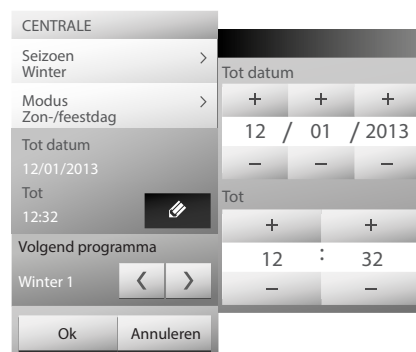 CENTRALE
Seizoen
Winter
>
Modus
Zon-/feestdag
>
Tot datum
12/01/2013
Tot
12:32
Volgend programma
Winter 1
< >
Ok Annuleren
Tot datum
+ + +
12 / 01 / 2013
− − −
Tot
+ +
12 : 32
− −